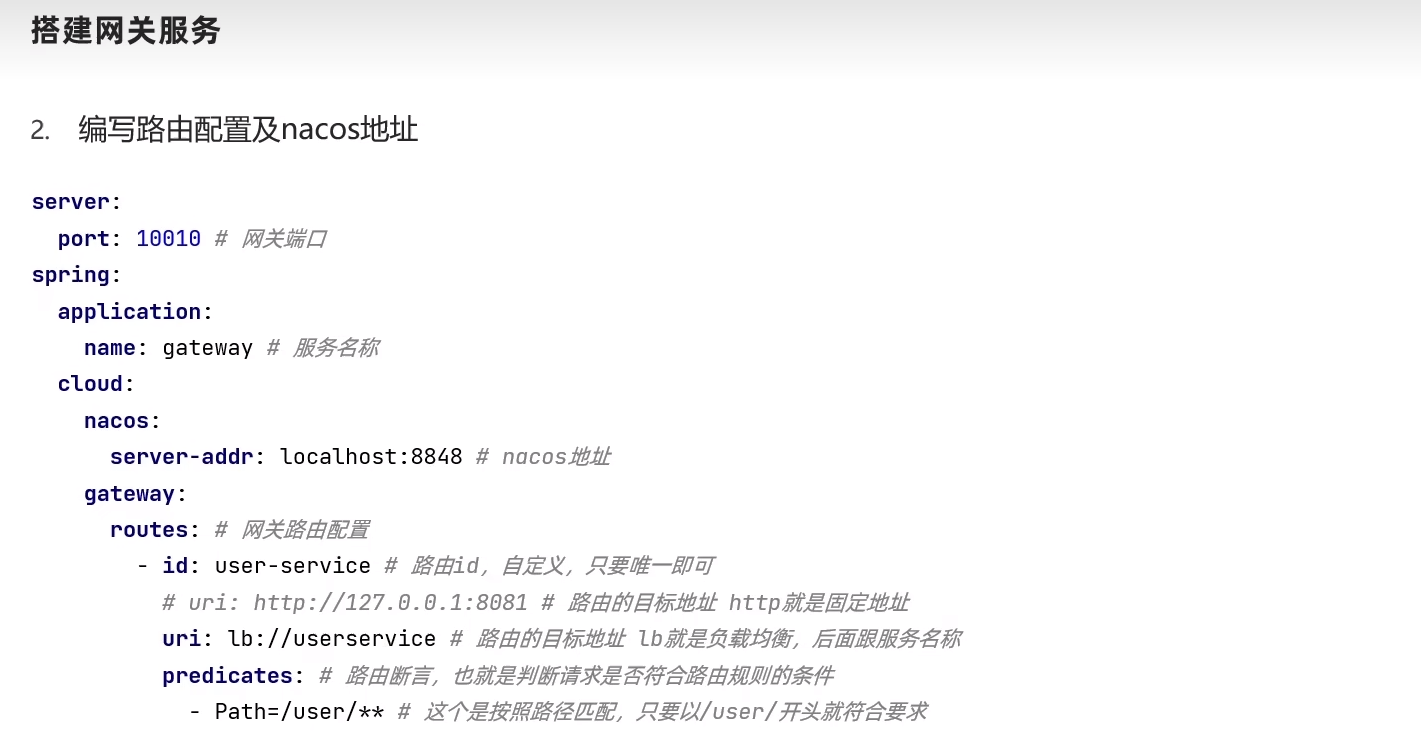 搭建网关服务
2. 编写路由配置及nacos地址
server:
  port: 10010 # 网关端口
spring:
  application:
    name: gateway # 服务名称
  cloud:
    nacos:
      server-addr: localhost:8848 # nacos地址
    gateway:
      routes: # 网关路由配置
        - id: user-service # 路由id，自定义，只要唯一即可
          # uri: http://127.0.0.1:8081 # 路由的目标地址 http就是固定地址
          uri: lb://userservice # 路由的目标地址 lb就是负载均衡，后面跟服务名称
          predicates: # 路由断言，也就是判断请求是否符合路由规则的条件
            - Path=/user/** # 这个是按照路径匹配，只要以/user/开头就符合要求